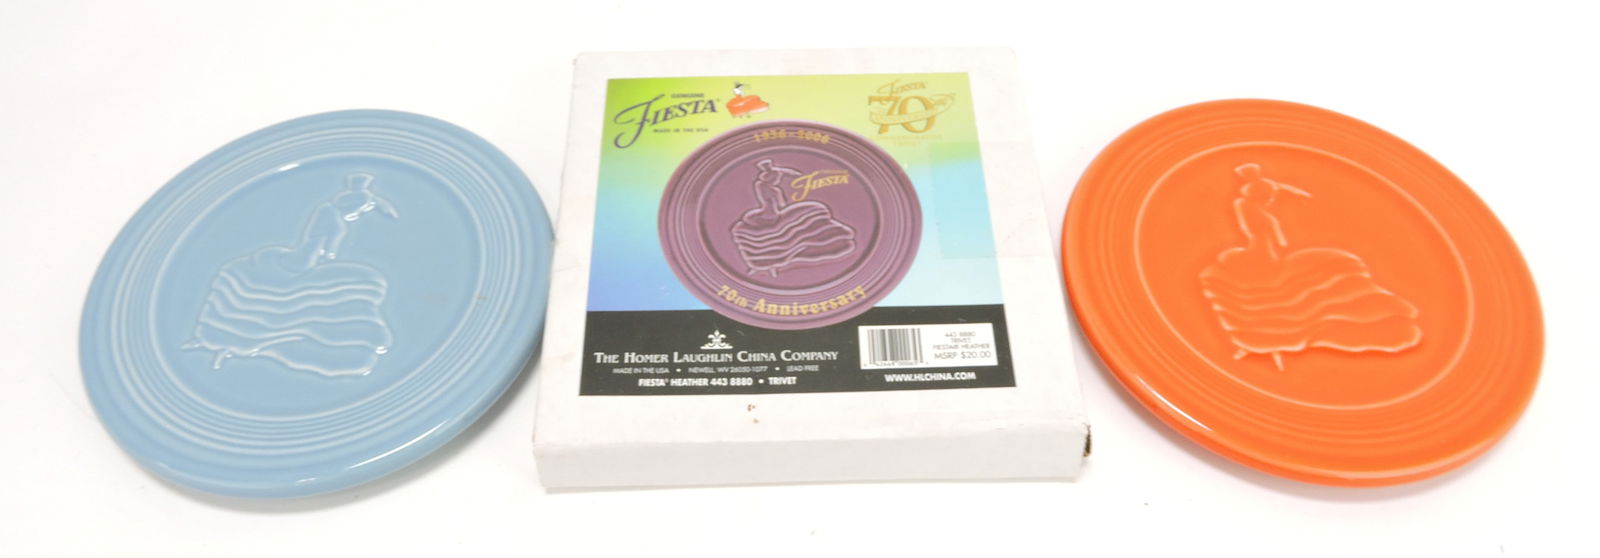 GENUINE
FIESTA®
MADE IN THE USA
FIESTA
70
1936-2006
FIESTA
70th Anniversary
THE HOMER LAUGHLIN CHINA COMPANY
MADE IN THE USA • NEWELL, WV 26050-1077 • LEAD FREE
FIESTA® HEATHER 443 8880 • TRIVET
443 8880
TRIVET
FIESTA® HEATHER
MSRP $20.00
WWW.HLCHINA.COM